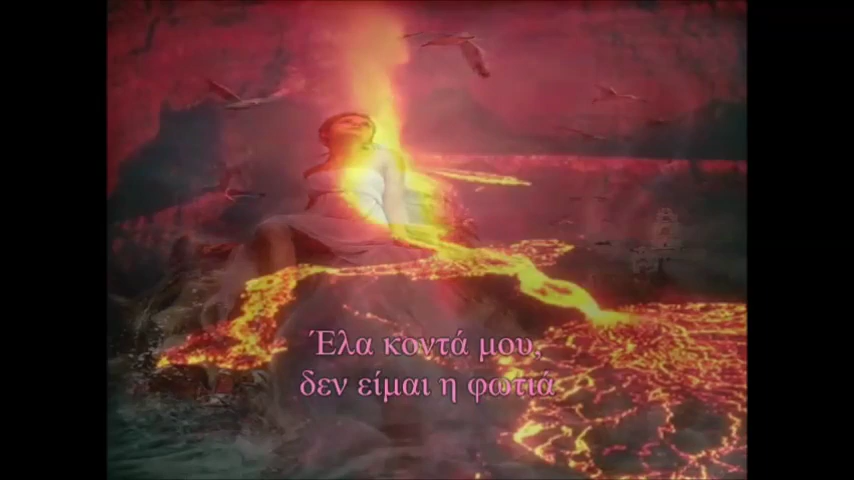 Έλα κοντά μου,
δεν είμαι η φωτιά